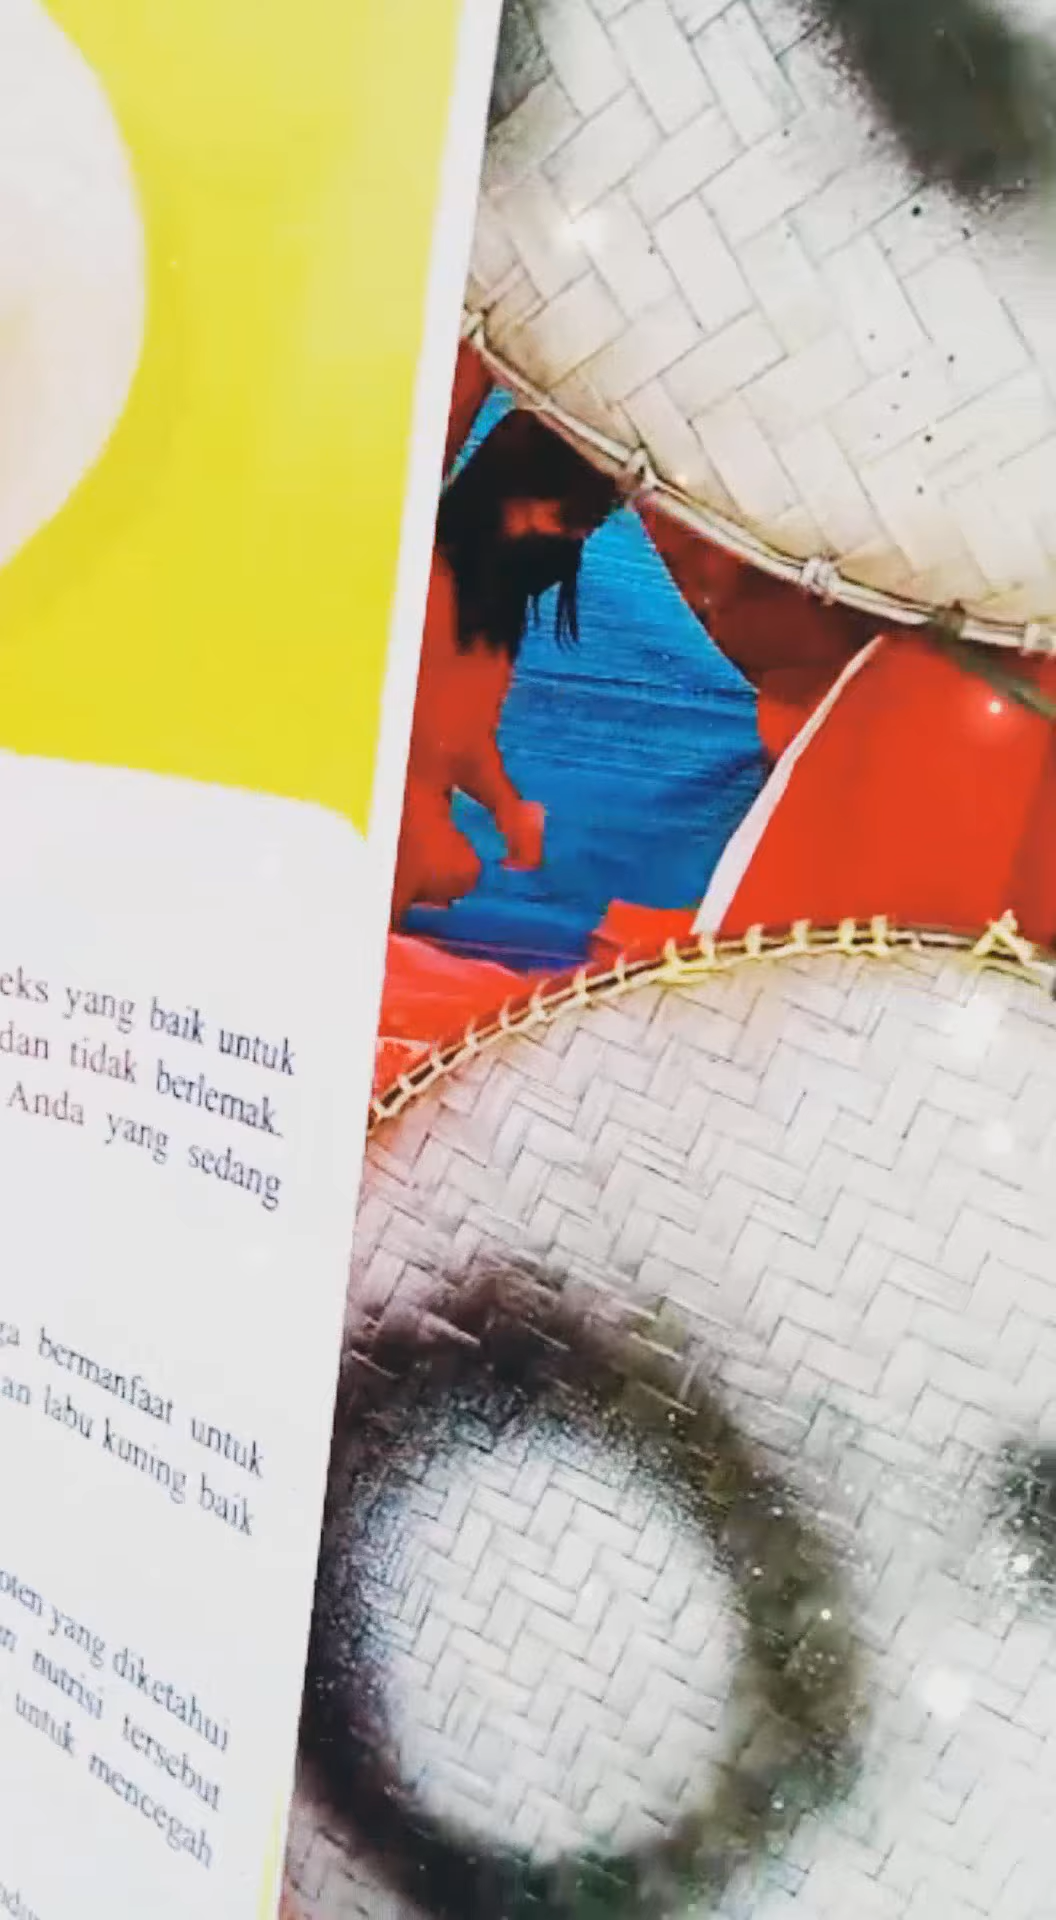 eks yang baik untuk
dan tidak berlemak.
Anda yang sedang
ga bermanfaat untuk
an labu kuning baik
oten yang diketahui
nutrisi tersebut
untuk mencegah